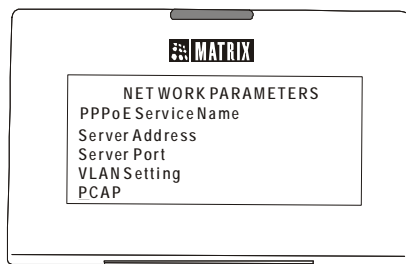 MATRIX
NETWORK PARAMETERS
PPPoE Service Name
Server Address
Server Port
VLAN Setting
PCAP